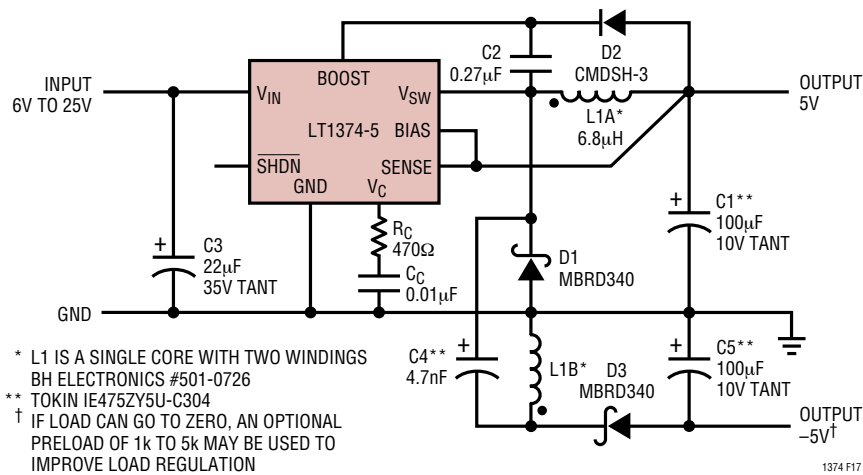 INPUT
6V TO 25V
BOOST
V_IN
V_SW
LT1374-5
BIAS
SHDN
SENSE
GND
V_C
C2
0.27µF
D2
CMDSH-3
OUTPUT
5V
L1A*
6.8µH
C3
22µF
35V TANT
R_C
470Ω
C_C
0.01µF
D1
MBRD340
C1**
100µF
10V TANT
GND
C4**
4.7nF
L1B*
D3
MBRD340
C5**
100µF
10V TANT
OUTPUT
–5V†
* L1 IS A SINGLE CORE WITH TWO WINDINGS
BH ELECTRONICS #501-0726
** TOKIN IE475ZY5U-C304
† IF LOAD CAN GO TO ZERO, AN OPTIONAL
PRELOAD OF 1k TO 5k MAY BE USED TO
IMPROVE LOAD REGULATION
1374 F17